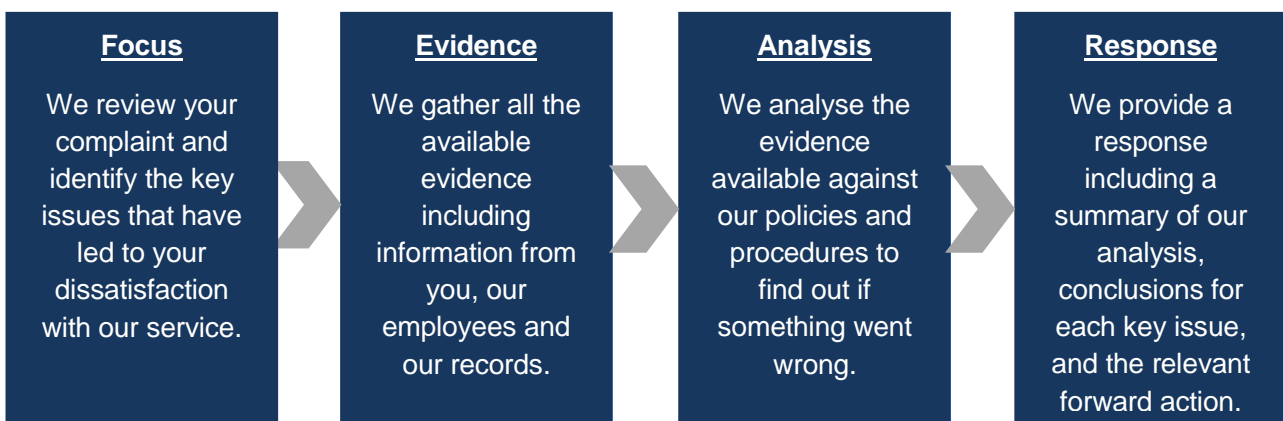 Focus
We review your
complaint and
identify the key
issues that have
led to your
dissatisfaction
with our service.
Evidence
We gather all the
available
evidence
including
information from
you, our
employees and
our records.
Analysis
We analyse the
evidence
available against
our policies and
procedures to
find out if
something went
wrong.
Response
We provide a
response
including a
summary of our
analysis,
conclusions for
each key issue,
and the relevant
forward action.